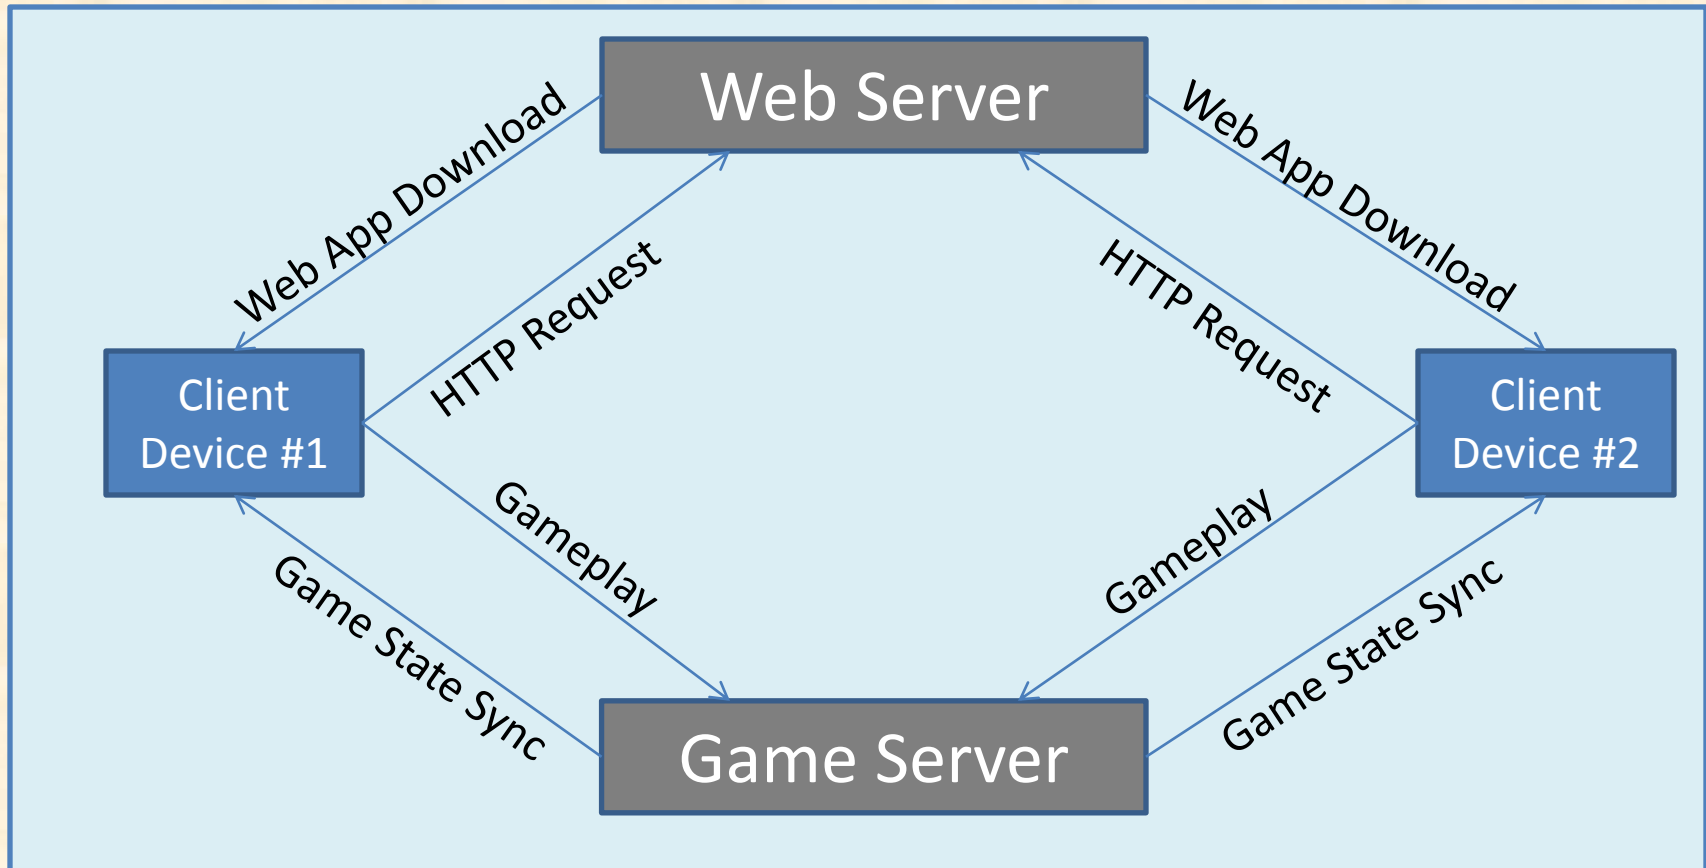 Web Server
Web App Download
Web App Download
HTTP Request
HTTP Request
Client
Device #1
Client
Device #2
Gameplay
Gameplay
Game State Sync
Game State Sync
Game Server